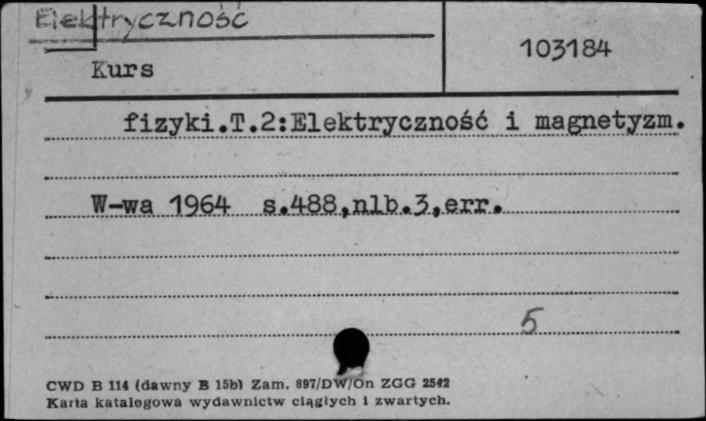 Elektryczność
103184
Kurs
fizyki.T.2:Elektryczność i magnetyzm.
W-wa 1964 s.488,nlb.3,err.
5
CWD B 114 (dawny B 15b) Zam. 897/DW/On ZGG 2542
Karta katalogowa wydawnictw ciągłych i zwartych.